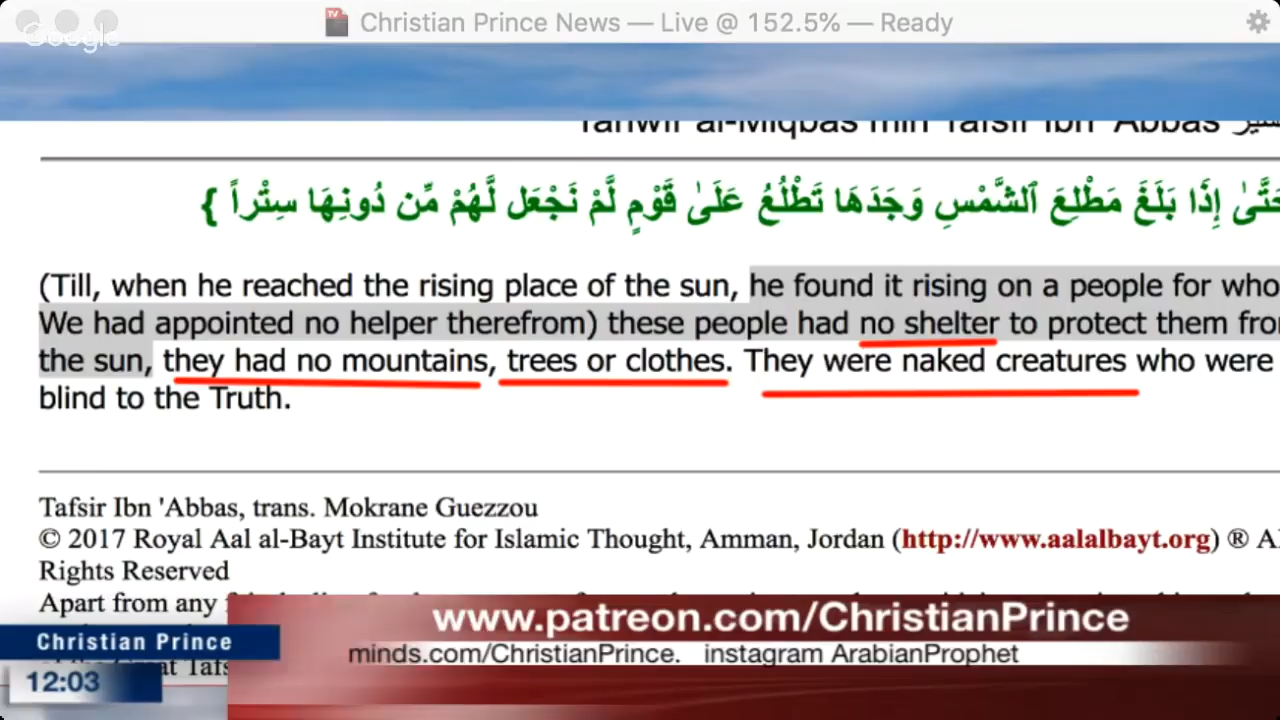 Christian Prince News — Live @ 152.5% — Ready
Google
Tanwîr al-Miqbâs min Tafsîr Ibn 'Abbâs
حَتَّىٰ إِذَا بَلَغَ مَطْلِعَ ٱلشَّمْسِ وَجَدَهَا تَطْلُعُ عَلَىٰ قَوْمٍ لَّمْ نَجْعَل لَّهُمْ مِّن دُونِهَا سِتْراً }
(Till, when he reached the rising place of the sun, he found it rising on a people for who
We had appointed no helper therefrom) these people had no shelter to protect them from
the sun, they had no mountains, trees or clothes. They were naked creatures who were
blind to the Truth.
Tafsir Ibn 'Abbas, trans. Mokrane Guezzou
© 2017 Royal Aal al-Bayt Institute for Islamic Thought, Amman, Jordan (http://www.aalalbayt.org) ® A
Rights Reserved
Apart from any
www.patreon.com/ChristianPrince
Christian Prince
minds.com/ChristianPrince. instagram ArabianProphet
12:03